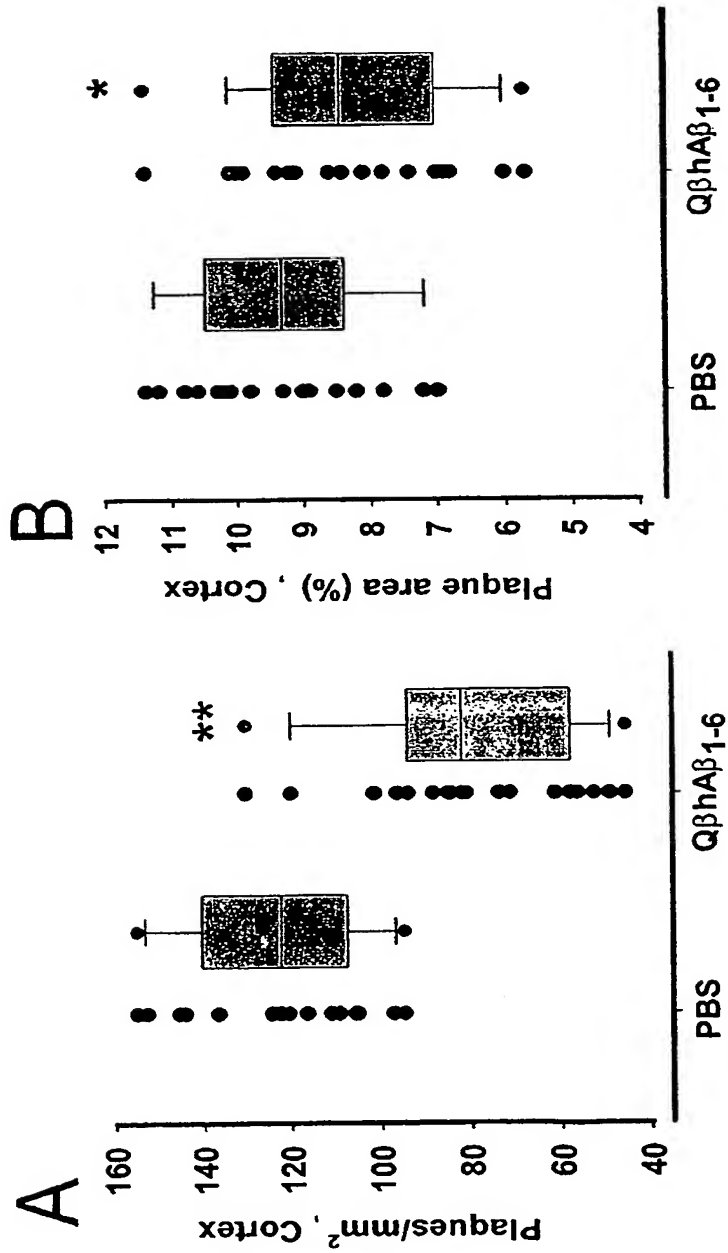 A
Plaques/mm², Cortex
160
140
120
100
80
60
40
**
PBS
QβhAβ1-6
B
Plaque area (%) , Cortex
12
11
10
9
8
7
6
5
4
*
PBS
QβhAβ1-6